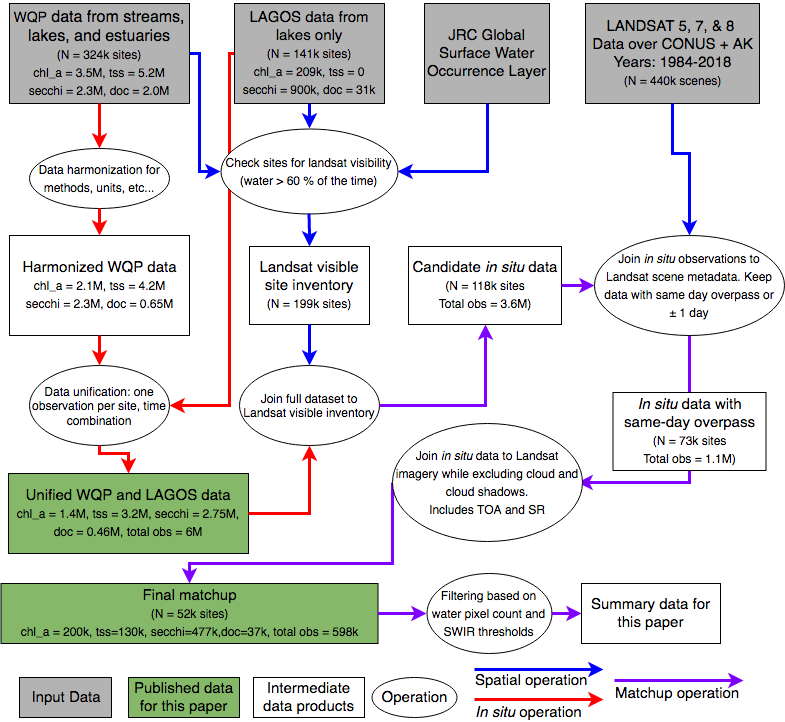 WQP data from streams,
lakes, and estuaries
(N = 324k sites)
chl_a = 3.5M, tss = 5.2M
secchi = 2.3M, doc = 2.0M
LAGOS data from
lakes only
(N = 141k sites)
chl_a = 209k, tss = 0
secchi = 900k, doc = 31k
JRC Global
Surface Water
Occurrence Layer
LANDSAT 5, 7, & 8
Data over CONUS + AK
Years: 1984-2018
(N = 440k scenes)
Data harmonization for
methods, units, etc...
Check sites for landsat visibility
(water > 60 % of the time)
Harmonized WQP data
chl_a = 2.1M, tss = 4.2M
secchi = 2.3M, doc = 0.65M
Landsat visible
site inventory
(N = 199k sites)
Candidate in situ data
(N = 118k sites
Total obs = 3.6M)
Join in situ observations to
Landsat scene metadata. Keep
data with same day overpass or
± 1 day
Data unification: one
observation per site, time
combination
Join full dataset to
Landsat visible inventory
In situ data with
same-day overpass
(N = 73k sites
Total obs = 1.1M)
Join in situ data to Landsat
imagery while excluding cloud and
cloud shadows.
Includes TOA and SR
Unified WQP and LAGOS data
chl_a = 1.4M, tss = 3.2M, secchi = 2.75M,
doc = 0.46M, total obs = 6M
Final matchup
(N = 52k sites)
chl_a = 200k, tss=130k, secchi=477k,doc=37k, total obs = 598k
Filtering based on
water pixel count and
SWIR thresholds
Summary data for
this paper
Input Data
Published data
for this paper
Intermediate
data products
Operation
Spatial operation
In situ operation
Matchup operation